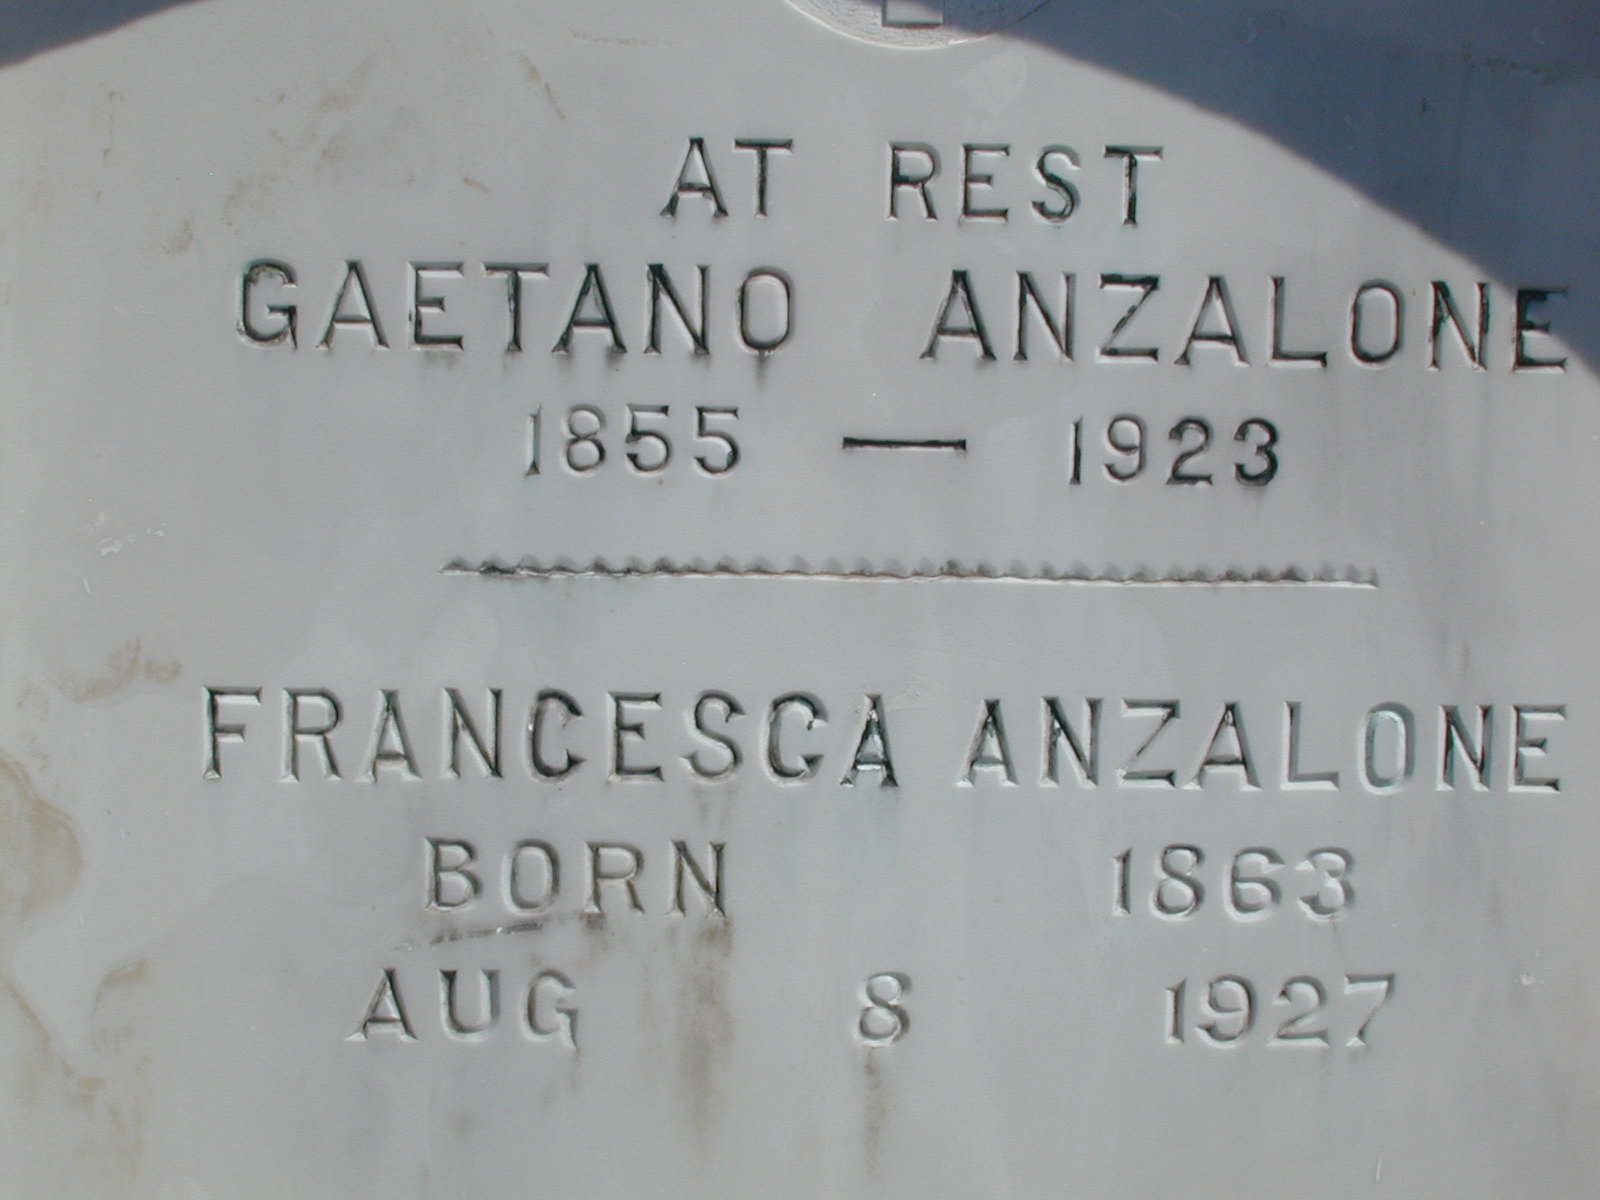 AT REST
GAETANO ANZALONE
1855 — 1923
FRANCESCA ANZALONE
BORN 1863
AUG 8 1927